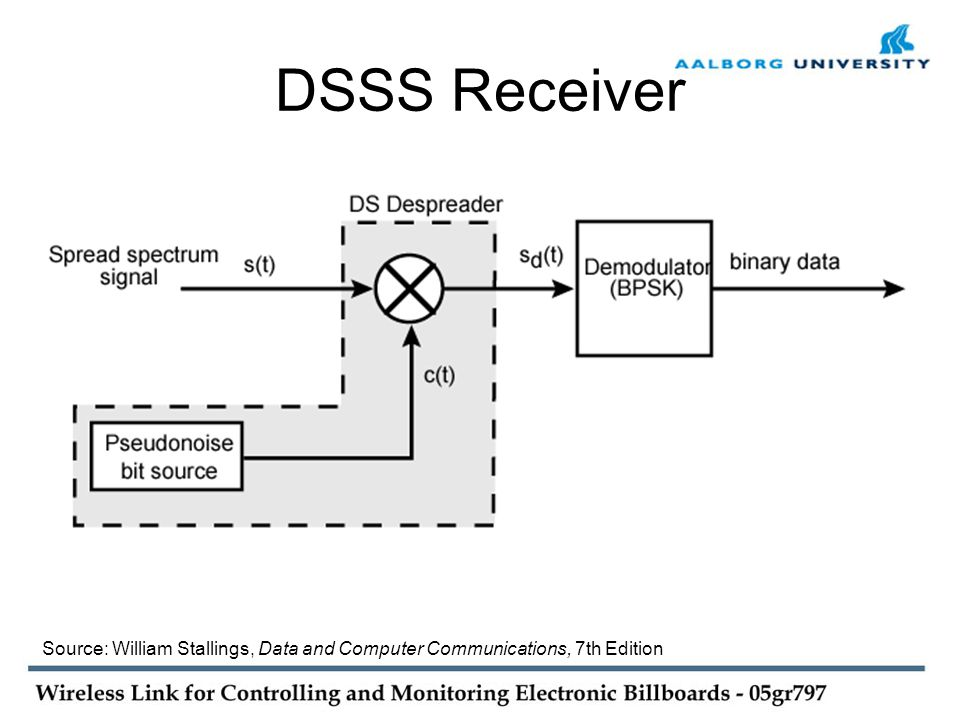 AALBORG UNIVERSITY
DSSS Receiver
DS Despreader
Spread spectrum
signal
s(t)
sd(t)
Demodulator
(BPSK)
binary data
c(t)
Pseudonoise
bit source
Source: William Stallings, Data and Computer Communications, 7th Edition
Wireless Link for Controlling and Monitoring Electronic Billboards - 05gr797